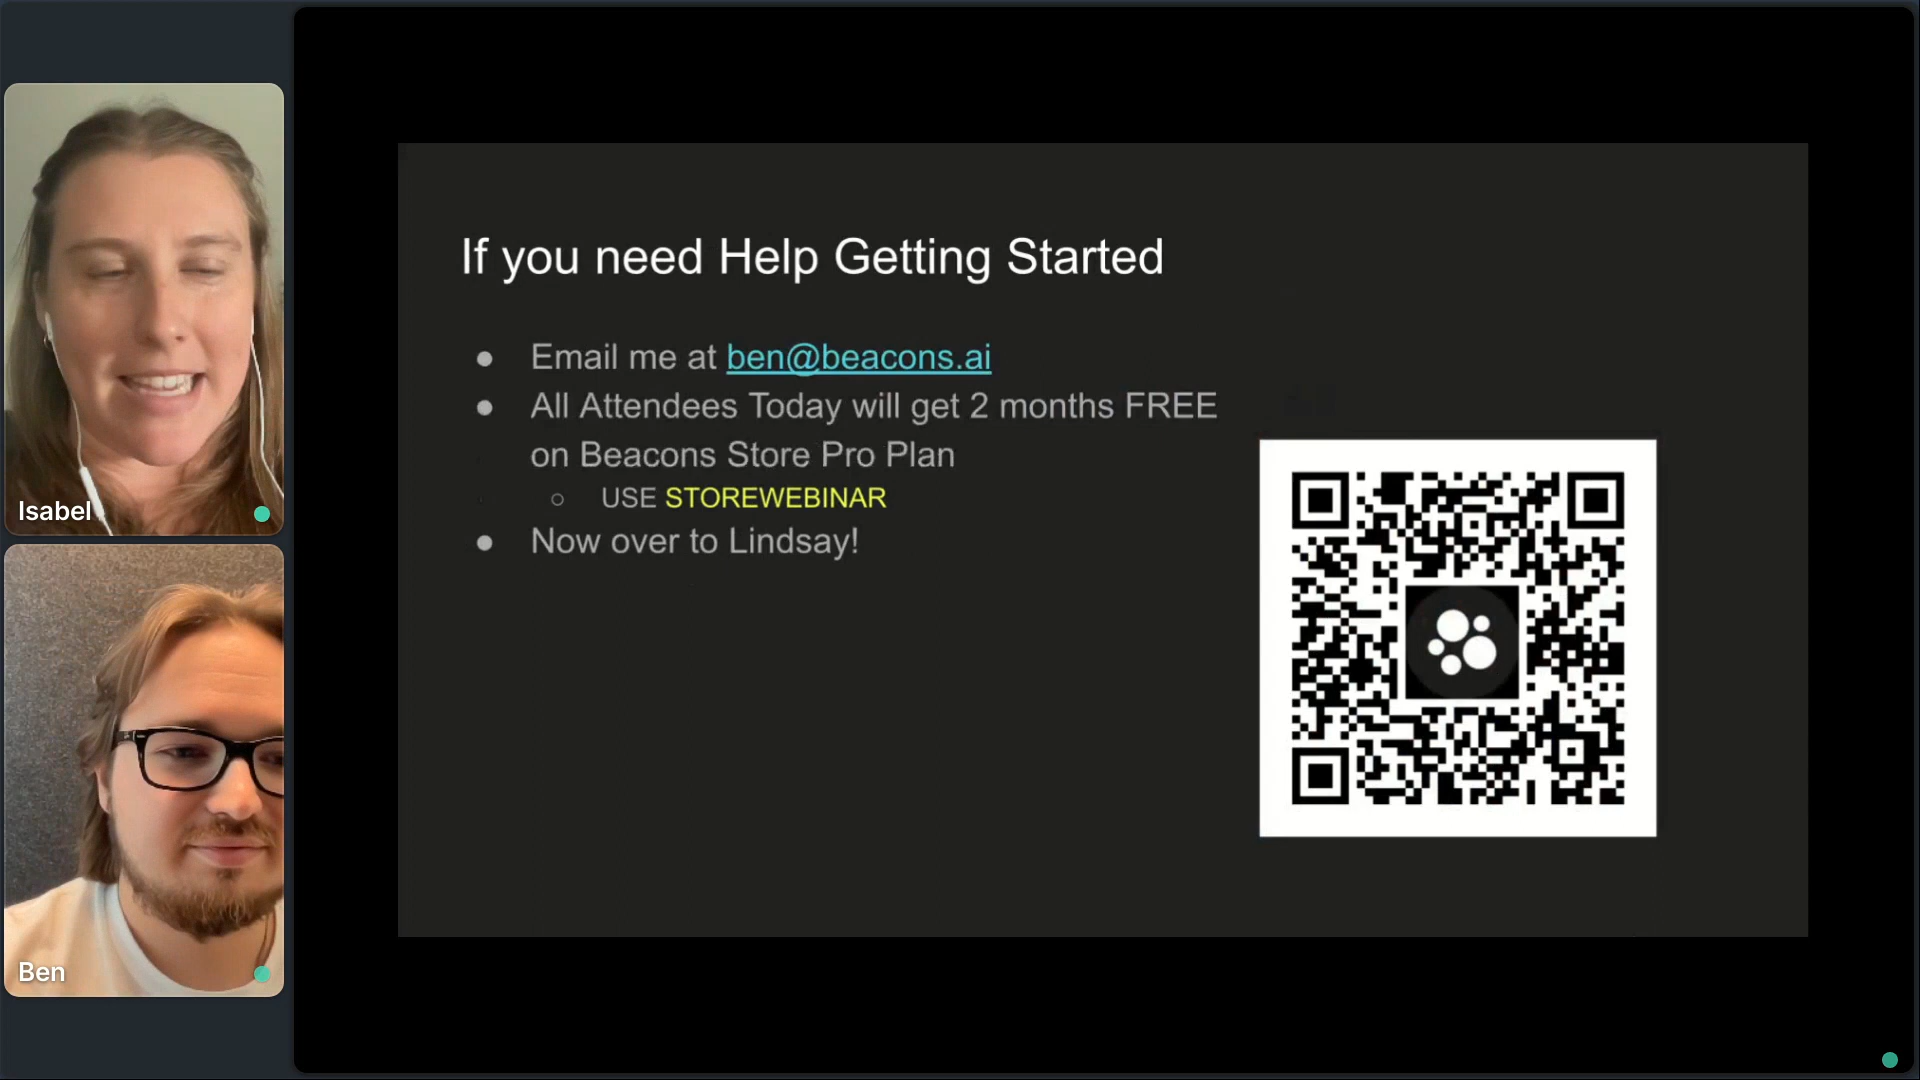 If you need Help Getting Started
● Email me at ben@beacons.ai
● All Attendees Today will get 2 months FREE
on Beacons Store Pro Plan
○ USE STOREWEBINAR
● Now over to Lindsay!
Isabel
Ben